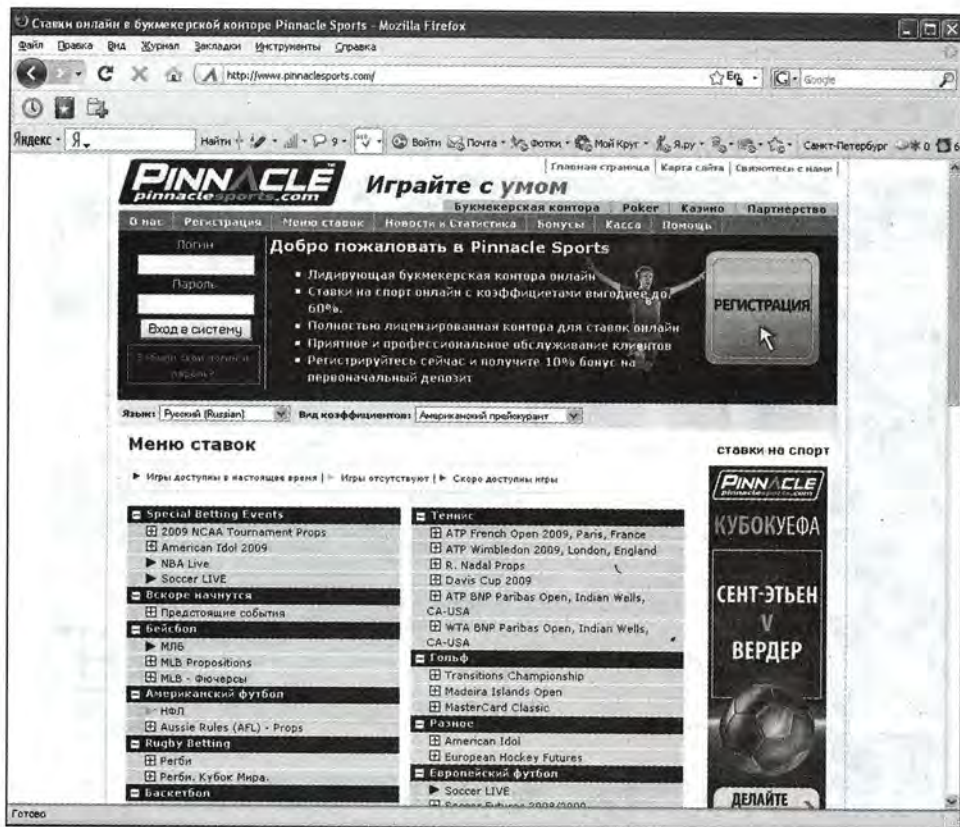 Ставки онлайн в букмекерской конторе Pinnacle Sports - Mozilla Firefox
Файл Правка Вид Журнал Закладки Инструменты Справка
http://www.pinnaclesports.com/
Google
Яндекс Я Найти 9 Войти Почта Фотки Мой Круг Я.ру Санкт-Петербург 0 6
Главная страница | Карта сайта | Свяжитесь с нами |
PINNACLE
pinnaclesports.com
Играйте с умом
Букмекерская контора Poker Казино Партнерство
О нас Регистрация Меню ставок Новости и Статистика Бонусы Касса Помощь
Логин
Пароль
Вход в систему
Добро пожаловать в Pinnacle Sports
Лидирующая букмекерская контора онлайн
Ставки на спорт онлайн с коэффициетами выгоднее до
60%.
Полностью лицензированная контора для ставок онлайн
Приятное и профессиональное обслуживание клиентов
Регистрируйтесь сейчас и получите 10% бонус на
первоначальный депозит
РЕГИСТРАЦИЯ
Язык: Русский (Russian) Вид коэффициентов: Американский прейскурант
Меню ставок
Игры доступны в настоящее время | Игры отсутствуют | Скоро доступны игры
Special Betting Events
2009 NCAA Tournament Props
American Idol 2009
NBA Live
Soccer LIVE
Вскоре начнутся
Предстоящие события
Бейсбол
МЛБ
MLB Propositions
MLB - Фючерсы
Американский футбол
НФЛ
Aussie Rules (AFL) - Props
Rugby Betting
Регби
Регби. Кубок Мира.
Баскетбол
Теннис
ATP French Open 2009, Paris, France
ATP Wimbledon 2009, London, England
R. Nadal Props
Davis Cup 2009
ATP BNP Paribas Open, Indian Wells,
CA-USA
WTA BNP Paribas Open, Indian Wells,
CA-USA
Гольф
Transitions Championship
Madeira Islands Open
MasterCard Classic
Разное
American Idol
European Hockey Futures
Европейский футбол
Soccer LIVE
Soccer Futures 2008/2009
ставки на спорт
PINNACLE
pinnaclesports.com
КУБОК УЕФА
СЕНТ-ЭТЬЕН
V
ВЕРДЕР
ДЕЛАЙТЕ
Готово